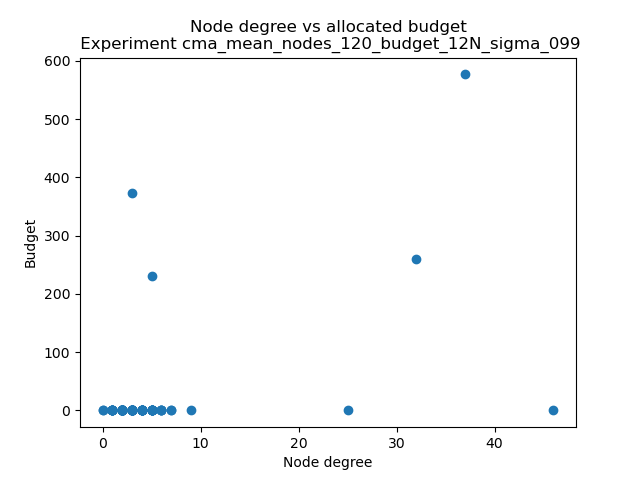 Node degree vs allocated budget
Experiment cma_mean_nodes_120_budget_12N_sigma_099
600
500
400
300
200
100
0
Budget
0 10 20 30 40
Node degree